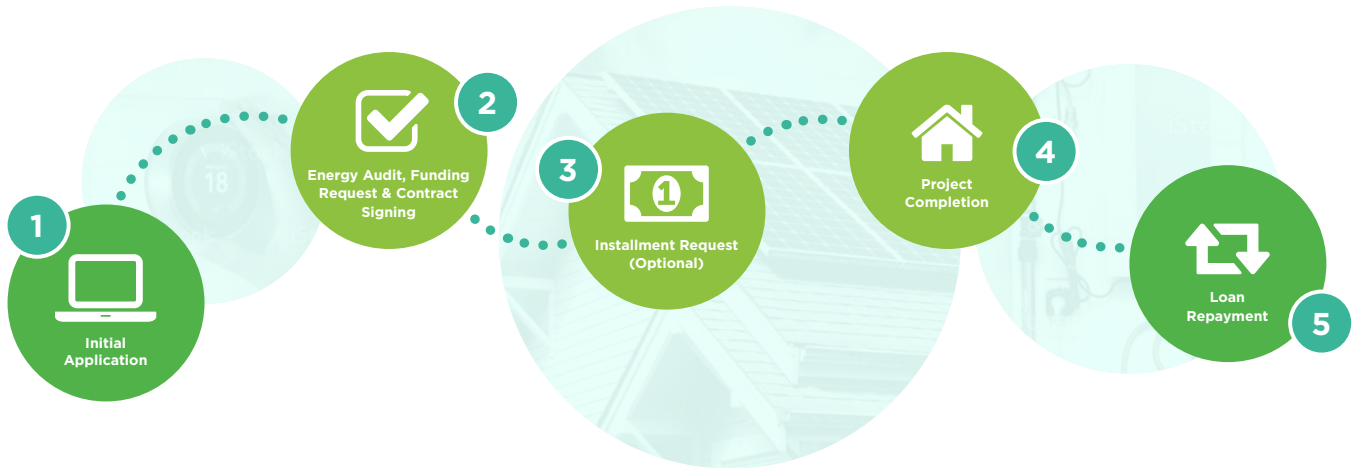 1
Initial
Application
2
Energy Audit, Funding
Request & Contract
Signing
3
1
Installment Request
(Optional)
4
Project
Completion
5
Loan
Repayment
18